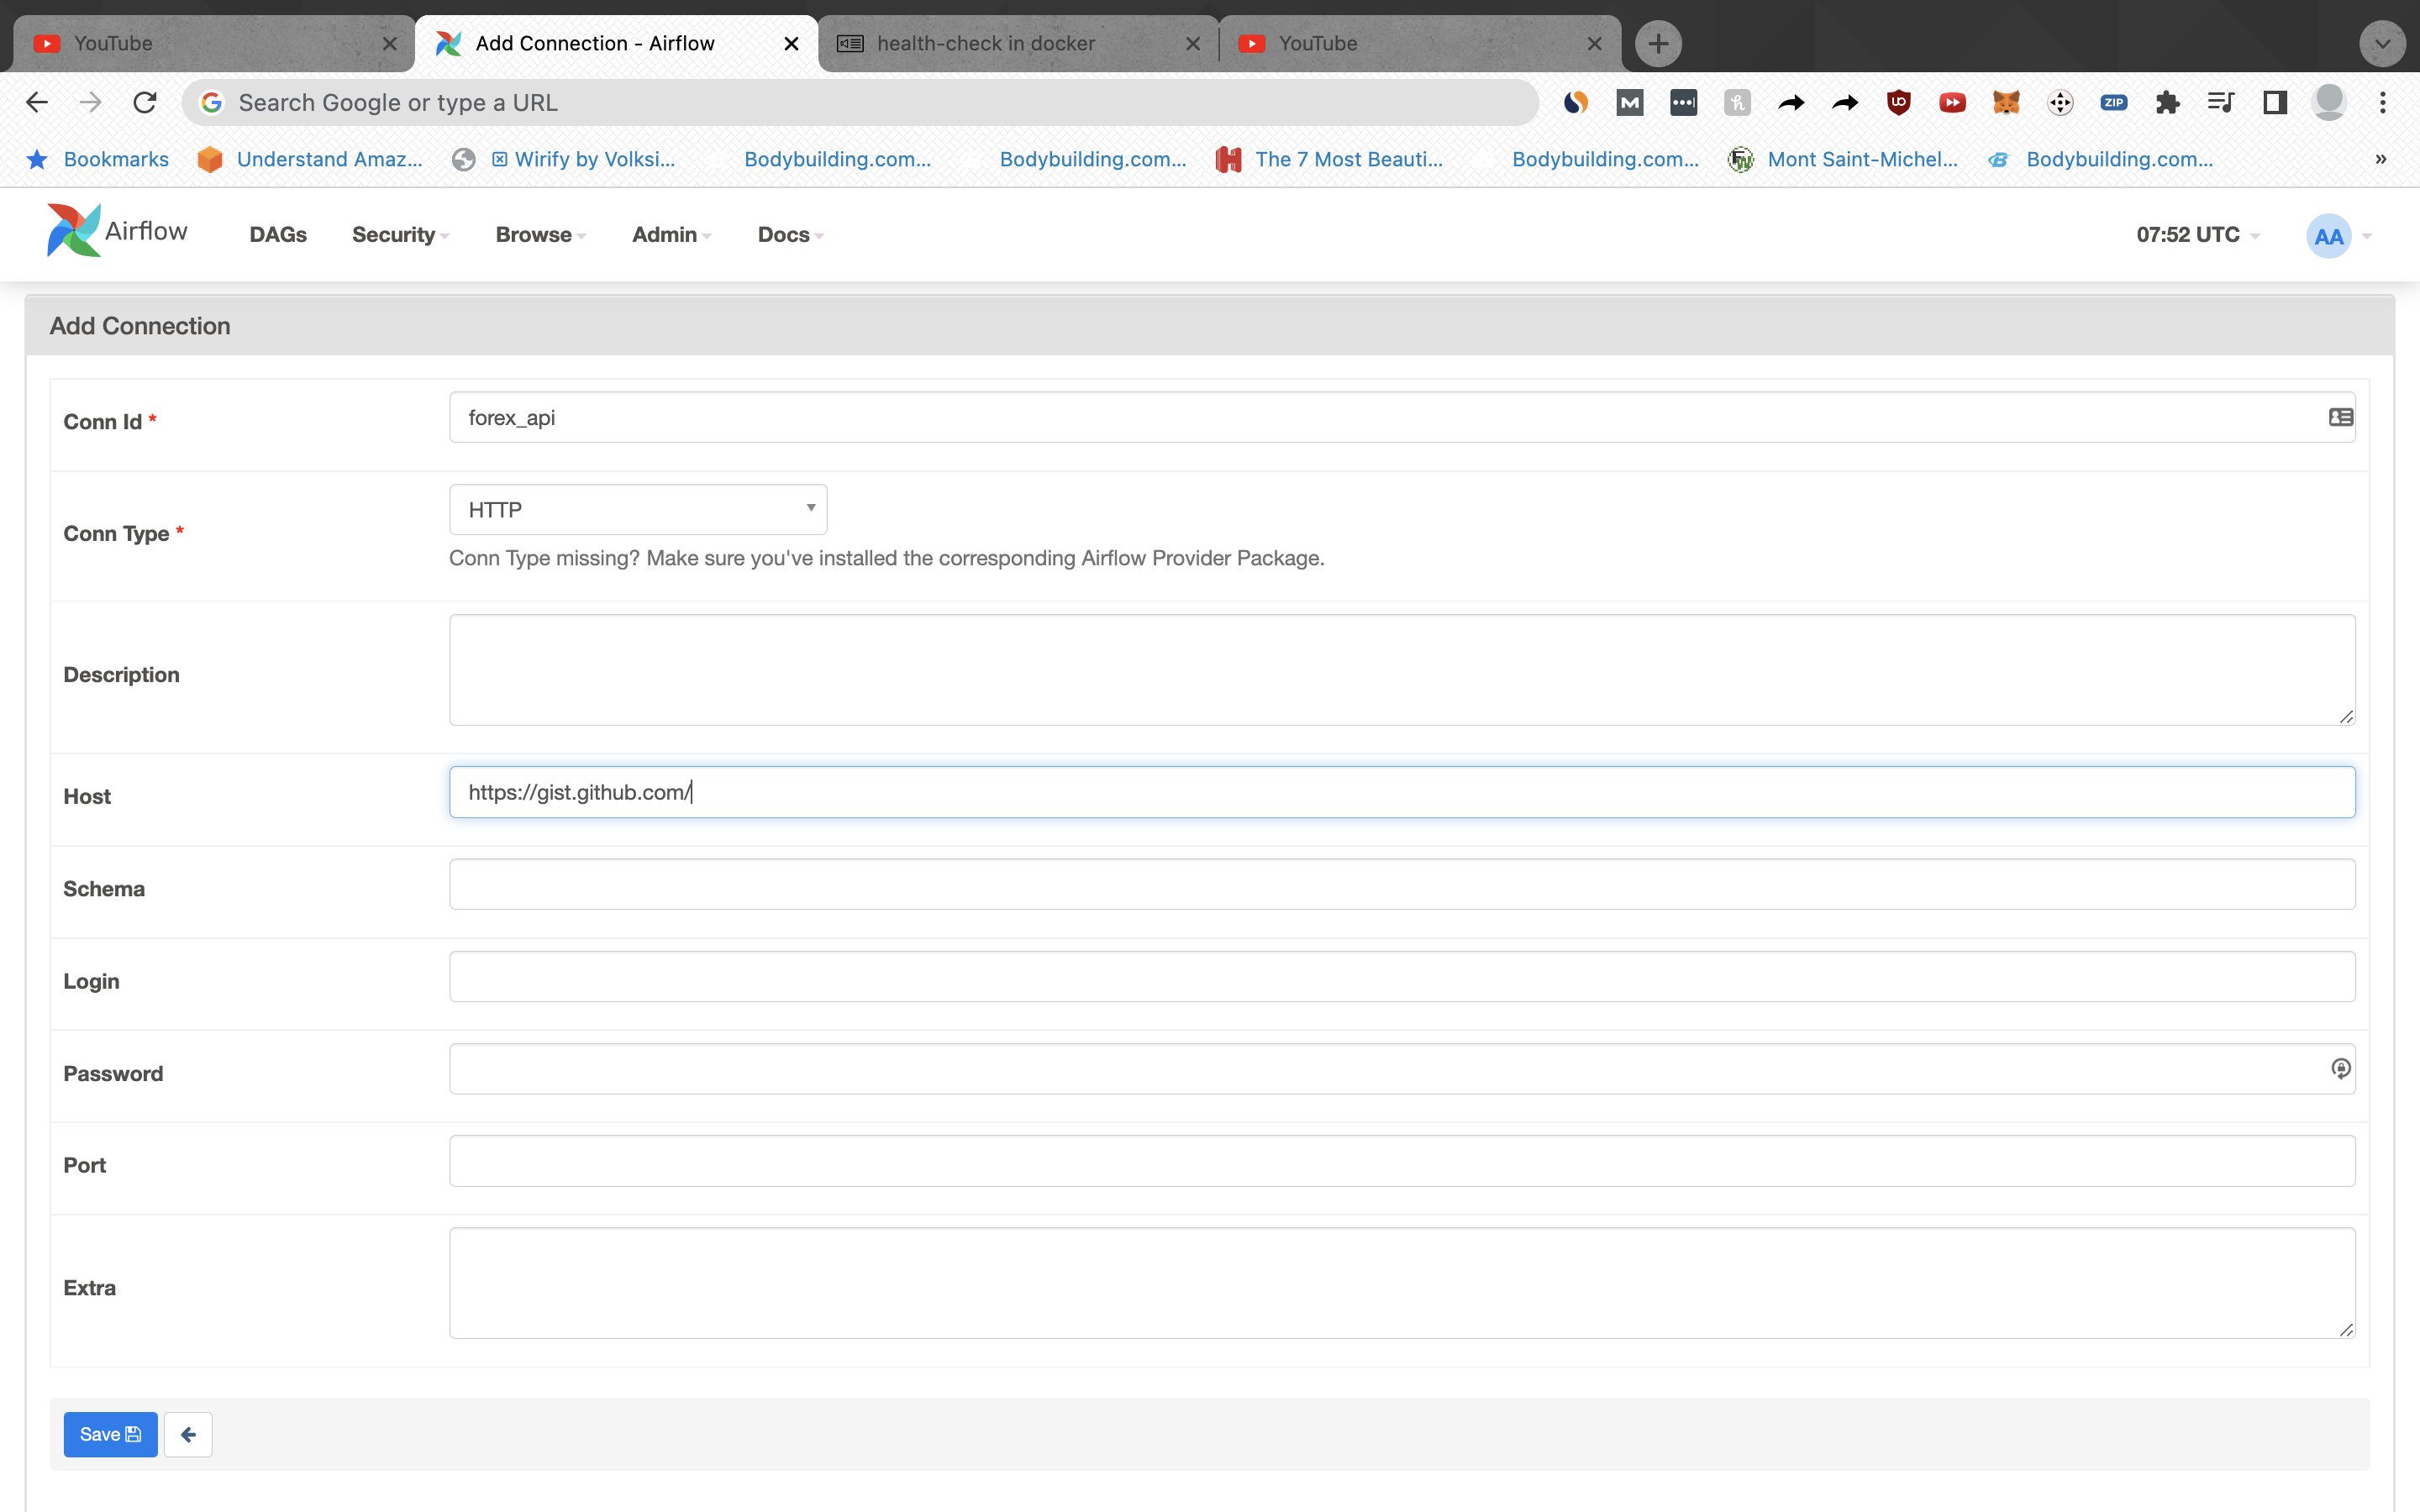 YouTube
Add Connection - Airflow
health-check in docker
YouTube
Search Google or type a URL
ZIP
Bookmarks
Understand Amaz...
Wirify by Volksi...
Bodybuilding.com...
Bodybuilding.com...
The 7 Most Beauti...
Bodybuilding.com...
Mont Saint-Michel...
Bodybuilding.com...
»
Airflow
DAGs
Security
Browse
Admin
Docs
07:52 UTC
AA
Add Connection
Conn Id *
forex_api
Conn Type *
HTTP
Conn Type missing? Make sure you've installed the corresponding Airflow Provider Package.
Description
Host
https://gist.github.com/
Schema
Login
Password
Port
Extra
Save